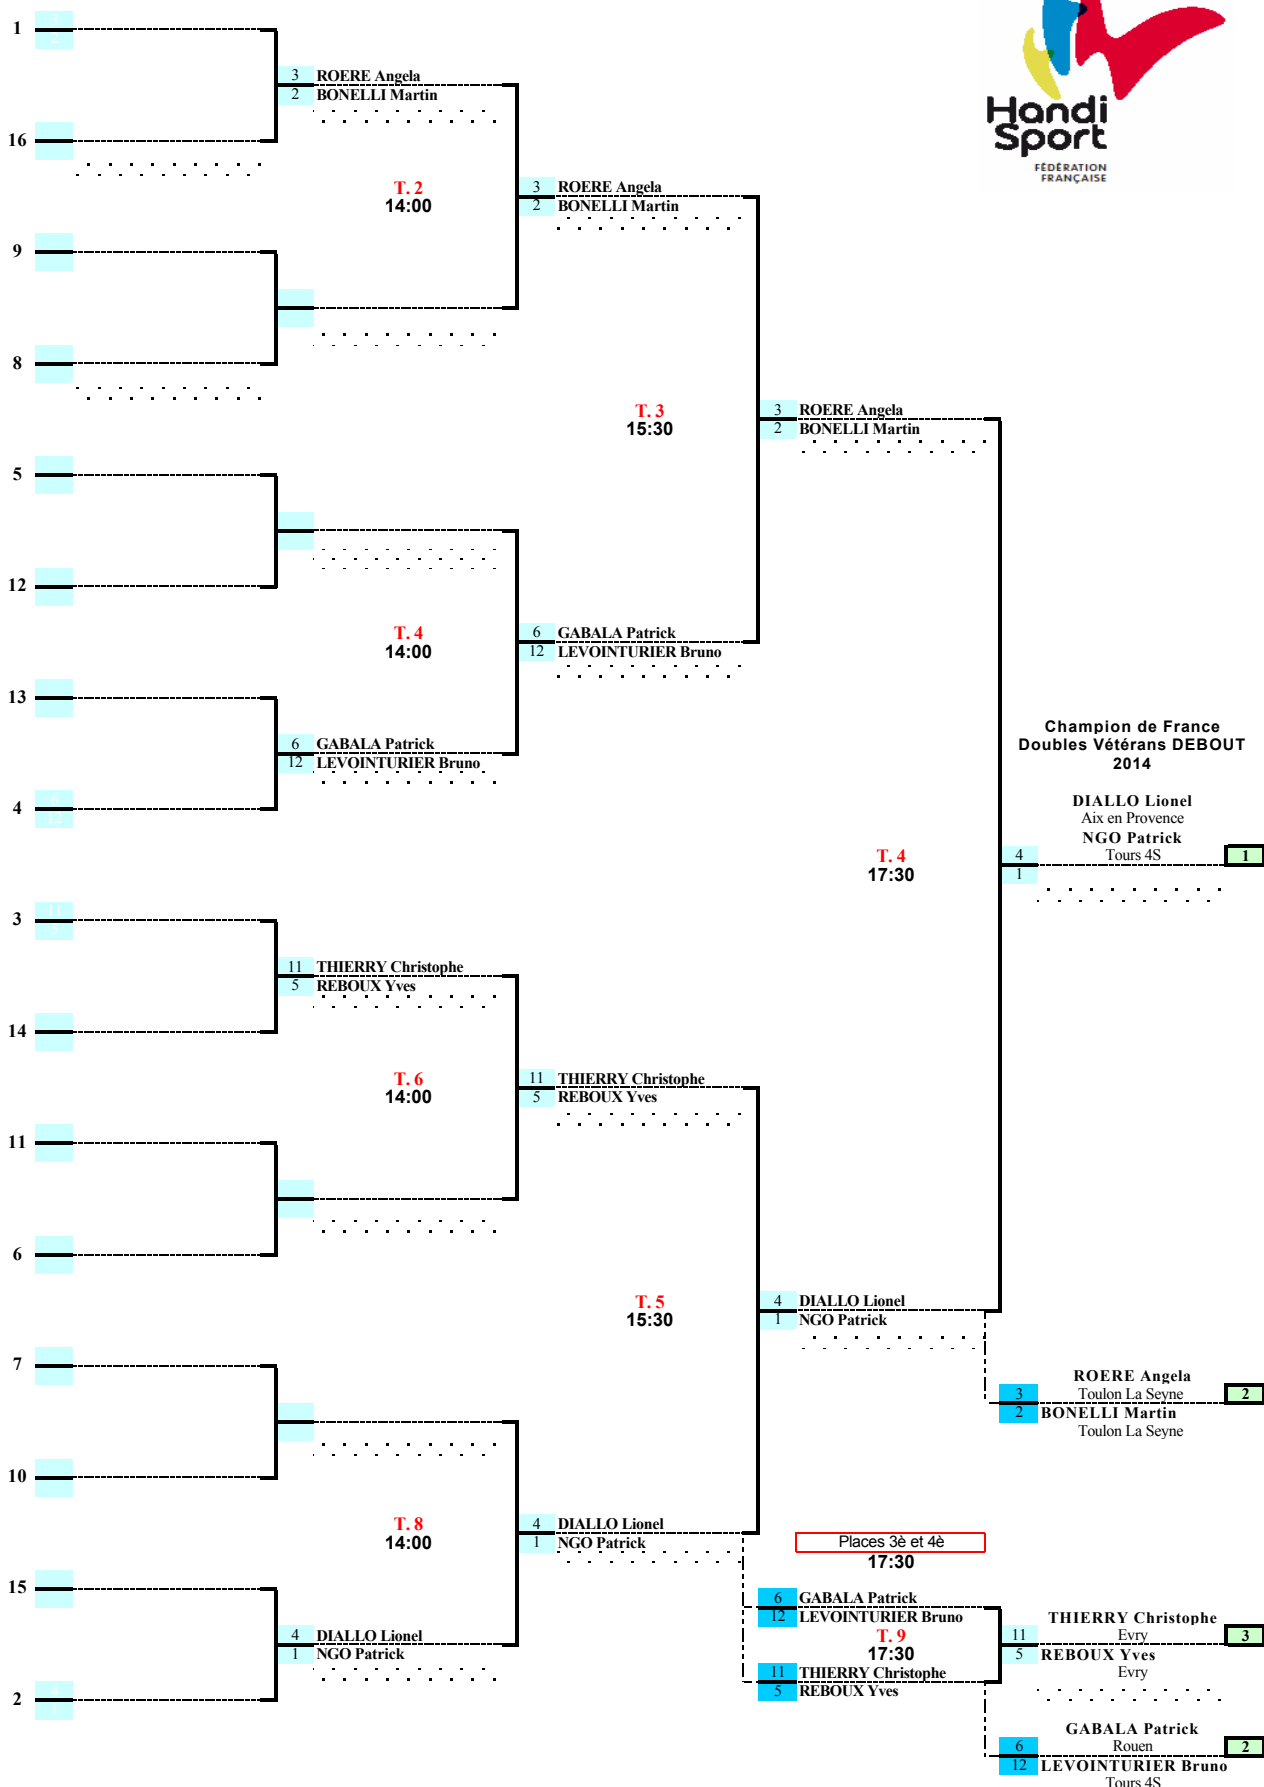 Handi
Sport
FÉDÉRATION
FRANÇAISE
1
3 ROERE Angela
2 BONELLI Martin
16
T. 2
14:00
3 ROERE Angela
2 BONELLI Martin
9
8
T. 3
15:30
3 ROERE Angela
2 BONELLI Martin
5
12
T. 4
14:00
6 GABALA Patrick
12 LEVOINTURIER Bruno
13
6 GABALA Patrick
12 LEVOINTURIER Bruno
4
Champion de France
Doubles Vétérans DEBOUT
2014
DIALLO Lionel
Aix en Provence
NGO Patrick
4 Tours 4S 1
1
T. 4
17:30
3
11 THIERRY Christophe
5 REBOUX Yves
14
T. 6
14:00
11 THIERRY Christophe
5 REBOUX Yves
11
6
T. 5
15:30
4 DIALLO Lionel
1 NGO Patrick
7
ROERE Angela
3 Toulon La Seyne 2
2 BONELLI Martin
Toulon La Seyne
10
T. 8
14:00
4 DIALLO Lionel
1 NGO Patrick
Places 3è et 4è
17:30
15
6 GABALA Patrick
12 LEVOINTURIER Bruno
T. 9
17:30
11 THIERRY Christophe
5 REBOUX Yves
4 DIALLO Lionel
1 NGO Patrick
2
THIERRY Christophe
11 Evry 3
5 REBOUX Yves
Evry
GABALA Patrick
6 Rouen 2
12 LEVOINTURIER Bruno
Tours 4S